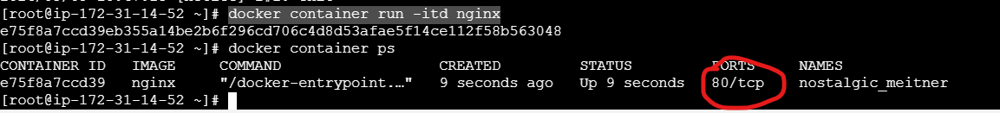 [root@ip-172-31-14-52 ~]# docker container run -itd nginx
e75f8a7ccd39eb355a14be2b6f296cd706c4d8d53afae5f14ce112f58b563048
[root@ip-172-31-14-52 ~]# docker container ps
CONTAINER ID IMAGE COMMAND CREATED STATUS PORTS NAMES
e75f8a7ccd39 nginx "/docker-entrypoint.…" 9 seconds ago Up 9 seconds 80/tcp nostalgic_meitner
[root@ip-172-31-14-52 ~]#